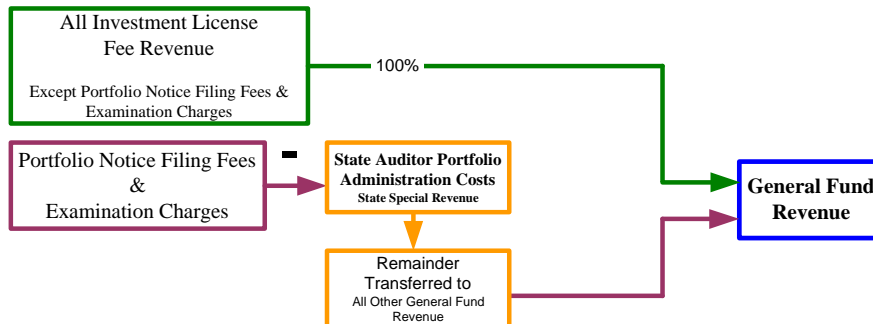 All Investment License
Fee Revenue
Except Portfolio Notice Filing Fees &
Examination Charges
100%
Portfolio Notice Filing Fees
&
Examination Charges
-
State Auditor Portfolio
Administration Costs
State Special Revenue
General Fund
Revenue
Remainder
Transferred to
All Other General Fund
Revenue